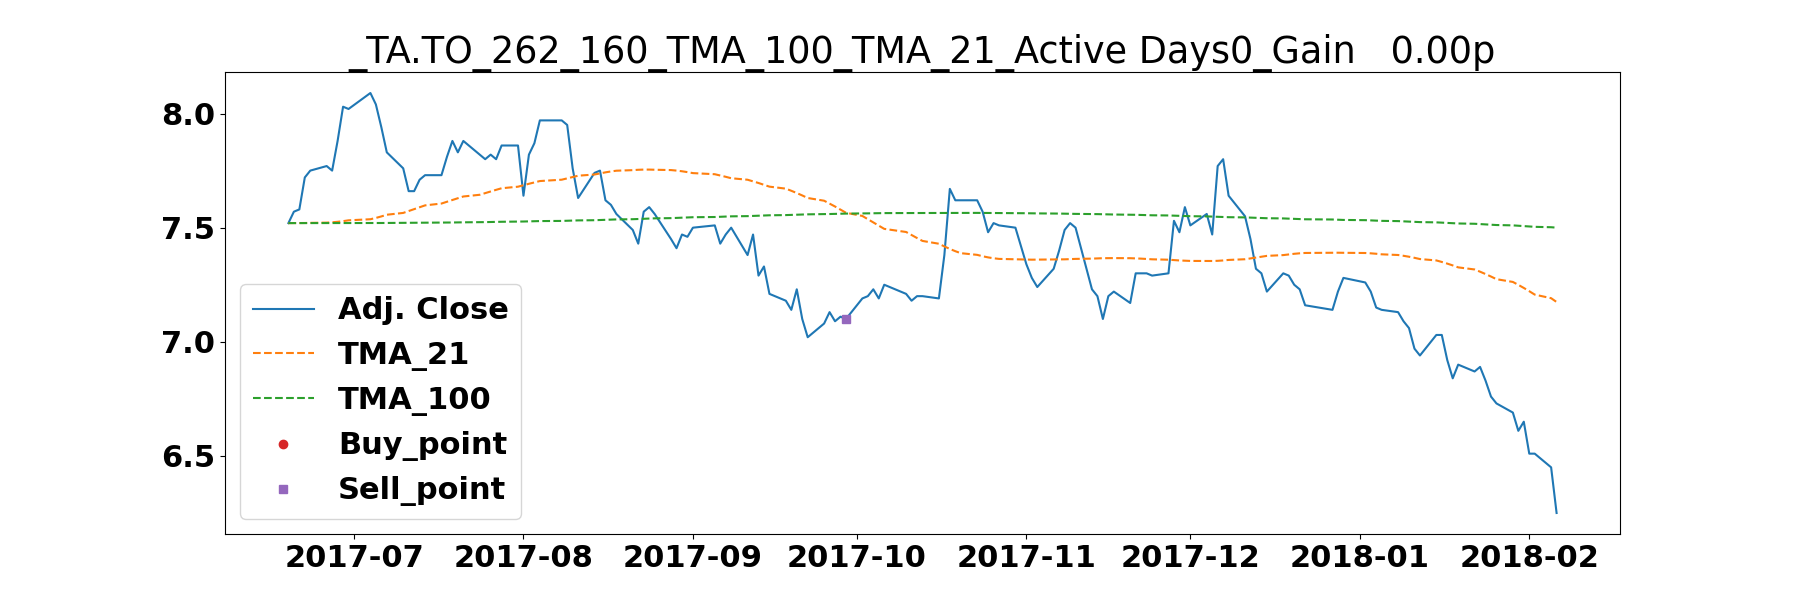 _TA.TO_262_160_TMA_100_TMA_21_Active Days0_Gain   0.00p
8.0
7.5
7.0
6.5
Adj. Close
TMA_21
TMA_100
Buy_point
Sell_point
2017-07 2017-08 2017-09 2017-10 2017-11 2017-12 2018-01 2018-02